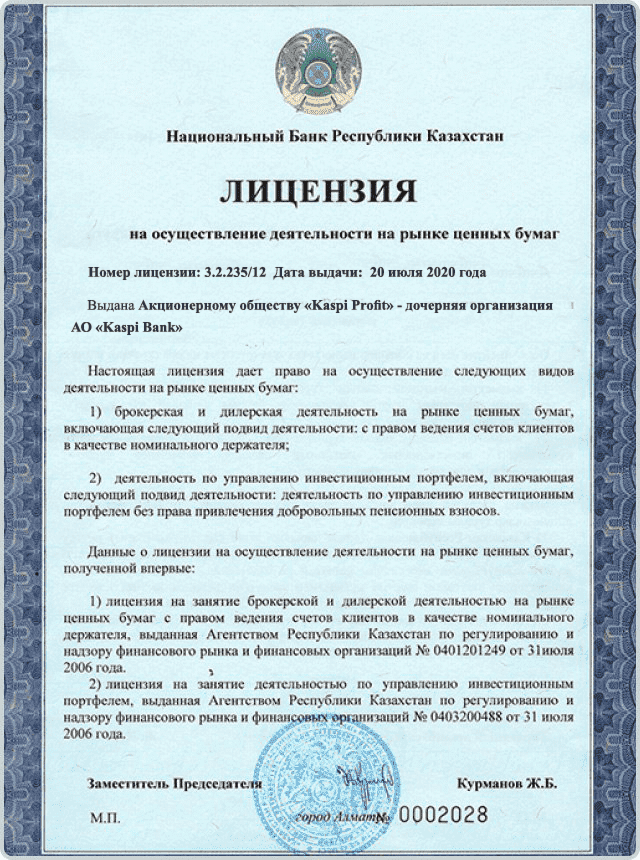 Национальный Банк Республики Казахстан
ЛИЦЕНЗИЯ
на осуществление деятельности на рынке ценных бумаг
Номер лицензии: 3.2.235/12 Дата выдачи: 20 июля 2020 года
Выдана Акционерному обществу «Kaspi Profit» - дочерняя организация
АО «Kaspi Bank»
Настоящая лицензия дает право на осуществление следующих видов
деятельности на рынке ценных бумаг:
1) брокерская и дилерская деятельность на рынке ценных бумаг,
включающая следующий подвид деятельности: с правом ведения счетов клиентов
в качестве номинального держателя;
2) деятельность по управлению инвестиционным портфелем, включающая
следующий подвид деятельности: деятельность по управлению инвестиционным
портфелем без права привлечения добровольных пенсионных взносов.
Данные о лицензии на осуществление деятельности на рынке ценных бумаг,
полученной впервые:
1) лицензия на занятие брокерской и дилерской деятельностью на рынке
ценных бумаг с правом ведения счетов клиентов в качестве номинального
держателя, выданная Агентством Республики Казахстан по регулированию и
надзору финансового рынка и финансовых организаций № 0401201249 от 31июля
2006 года.
2) лицензия на занятие деятельностью по управлению инвестиционным
портфелем, выданная Агентством Республики Казахстан по регулированию и
надзору финансового рынка и финансовых организаций № 0403200488 от 31 июля
2006 года.
Заместитель Председателя Курманов Ж.Б.
М.П. город Алматы № 0002028